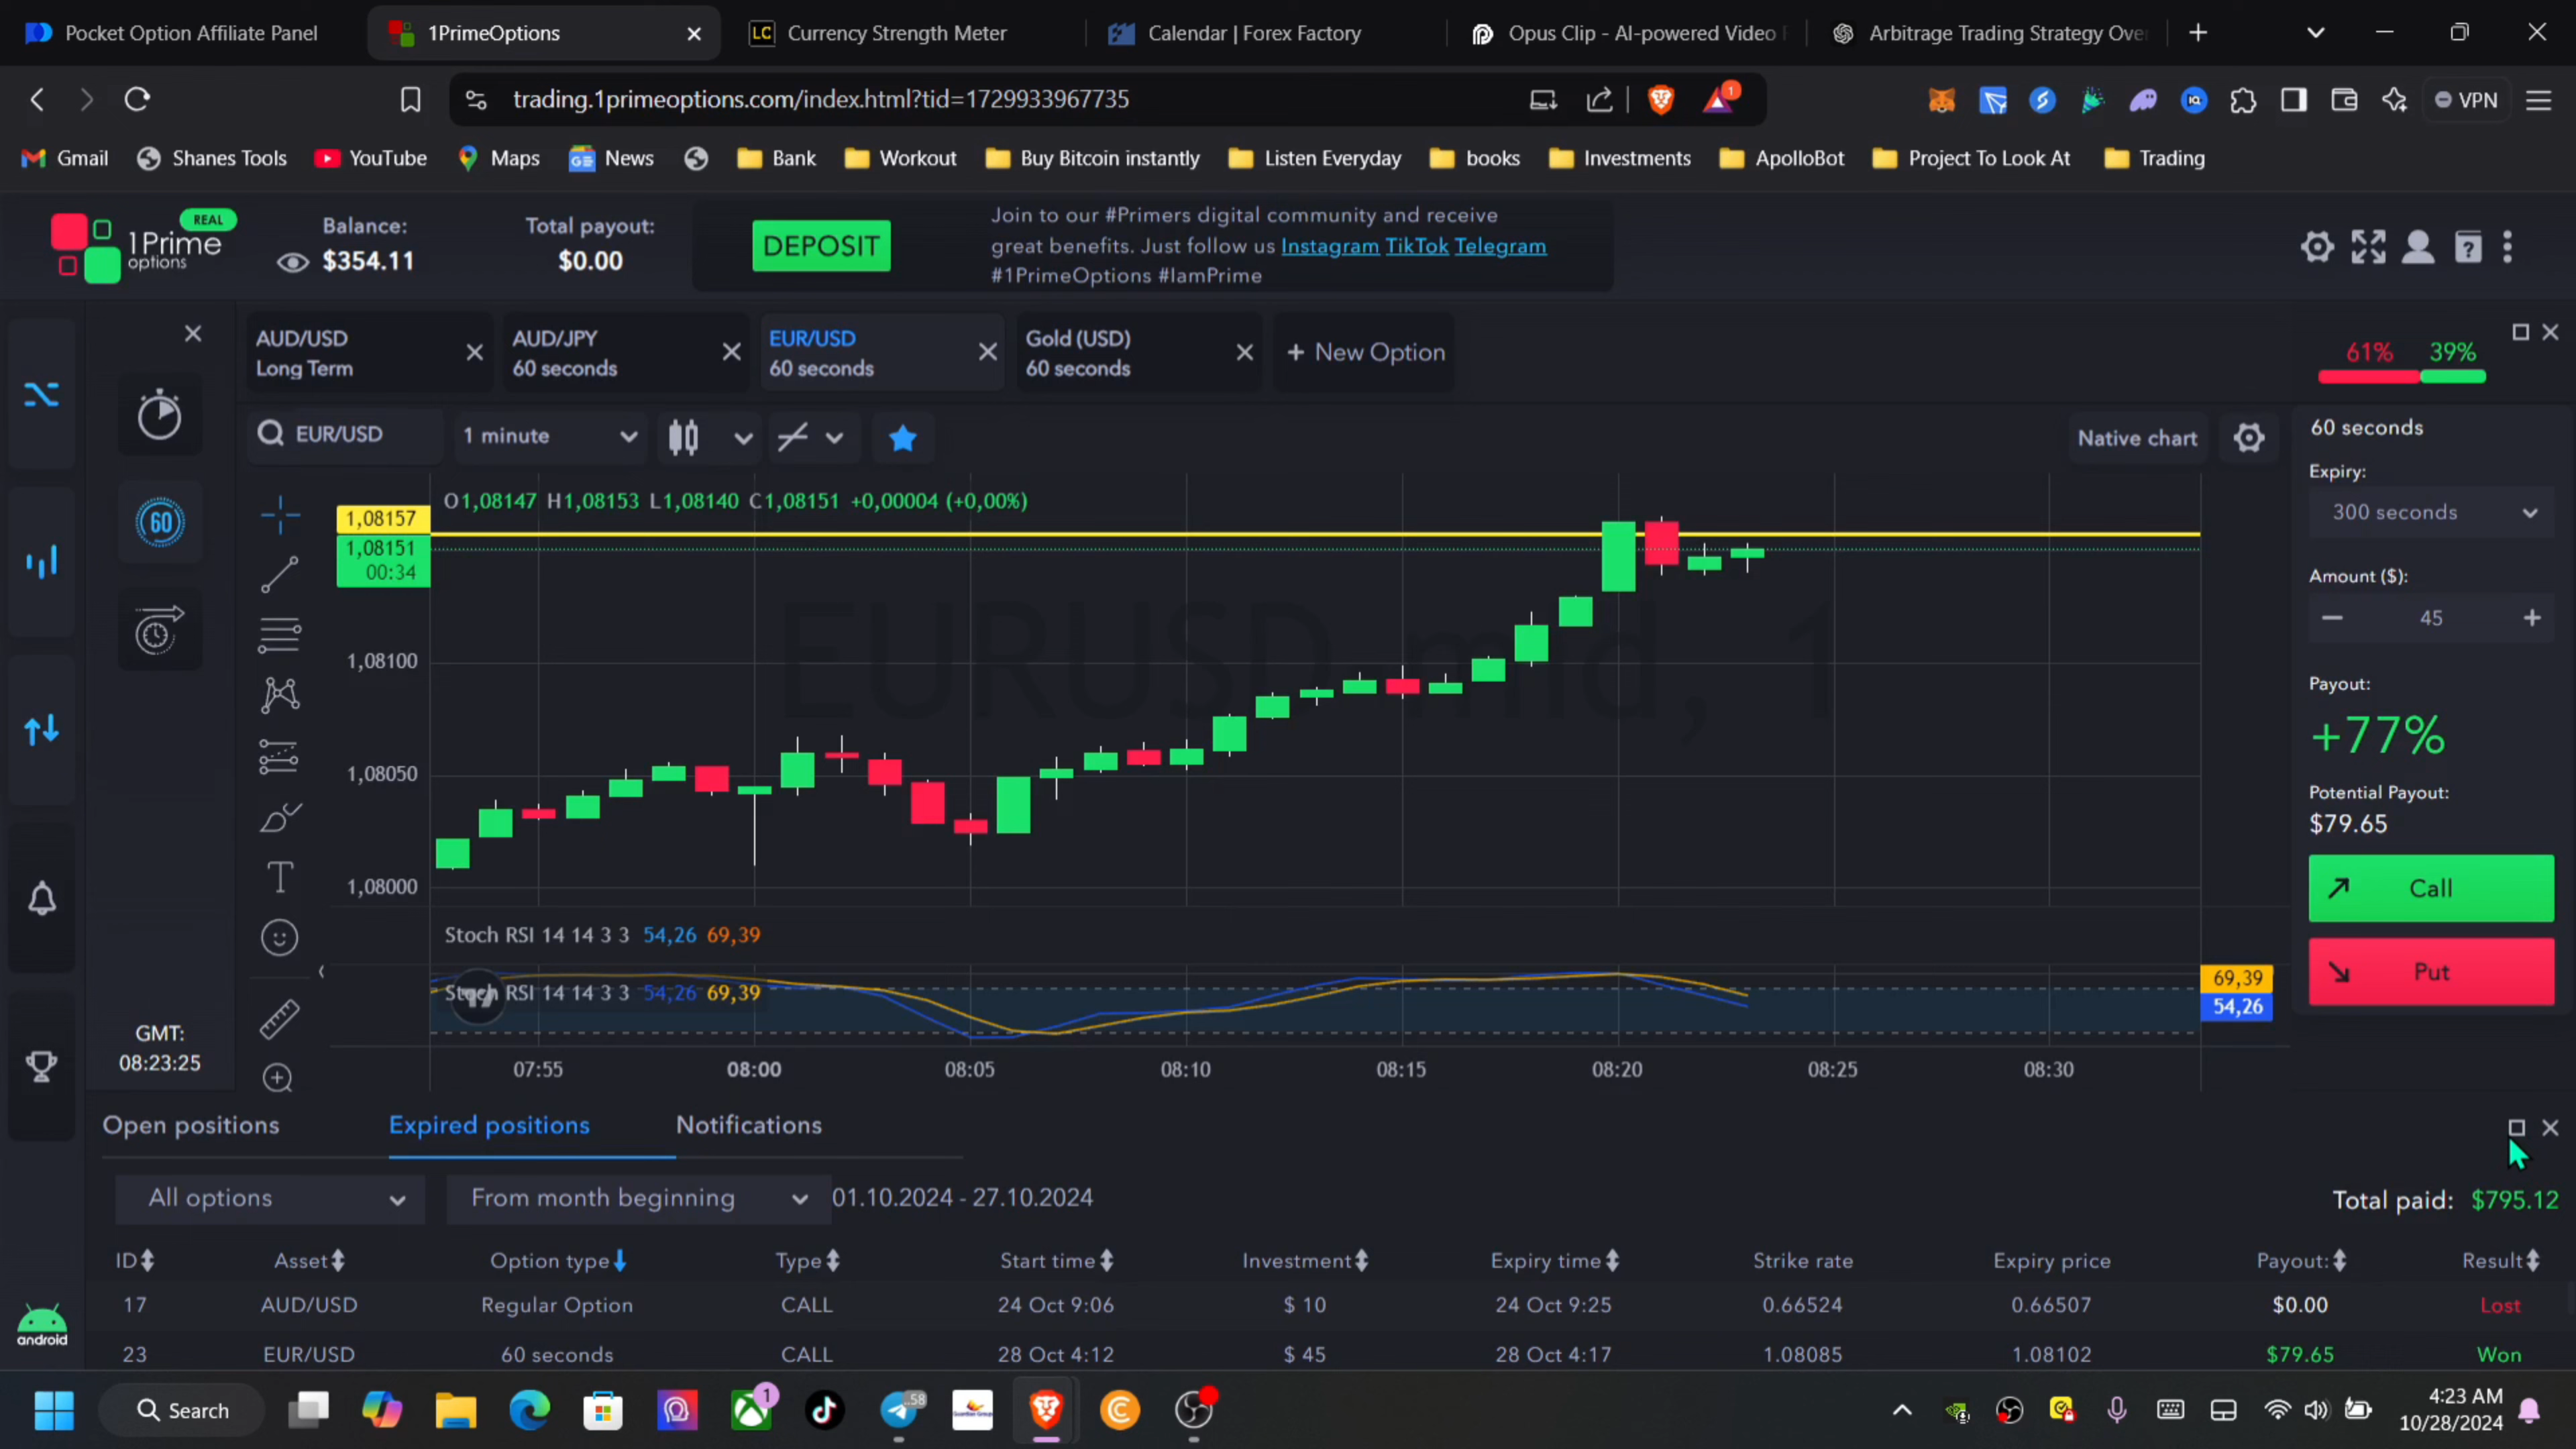 Pocket Option Affiliate Panel
1PrimeOptions
LC
Currency Strength Meter
Calendar | Forex Factory
Opus Clip - AI-powered Video
Arbitrage Trading Strategy Ove
trading.1primeoptions.com/index.html?tid=1729933967735
1
VPN
Gmail
Shanes Tools
YouTube
Maps
News
Bank
Workout
Buy Bitcoin instantly
Listen Everyday
books
Investments
ApolloBot
Project To Look At
Trading
REAL
1Prime
options
Balance:
$354.11
Total payout:
$0.00
DEPOSIT
Join to our #Primers digital community and receive
great benefits. Just follow us Instagram TikTok Telegram
#1PrimeOptions #IamPrime
AUD/USD
Long Term
AUD/JPY
60 seconds
EUR/USD
60 seconds
Gold (USD)
60 seconds
+ New Option
61% 39%
EUR/USD
1 minute
Native chart
60 seconds
Expiry:
300 seconds
Amount ($):
45
Payout:
+77%
Potential Payout:
$79.65
Call
Put
O1,08147 H1,08153 L1,08140 C1,08151 +0,00004 (+0,00%)
1,08157
1,08151
00:34
1,08100
1,08050
1,08000
EURUSD mid, 1
60
Stoch RSI 14 14 3 3 54,26 69,39
Stoch RSI 14 14 3 3 54,26 69,39
69,39
54,26
GMT:
08:23:25
07:55
08:00
08:05
08:10
08:15
08:20
08:25
08:30
Open positions
Expired positions
Notifications
All options
From month beginning
01.10.2024 - 27.10.2024
Total paid: $795.12
ID Asset Option type Type Start time Investment Expiry time Strike rate Expiry price Payout: Result
17 AUD/USD Regular Option CALL 24 Oct 9:06 $ 10 24 Oct 9:25 0.66524 0.66507 $0.00 Lost
23 EUR/USD 60 seconds CALL 28 Oct 4:12 $ 45 28 Oct 4:17 1.08085 1.08102 $79.65 Won
android
Search
1
58
4:23 AM
10/28/2024